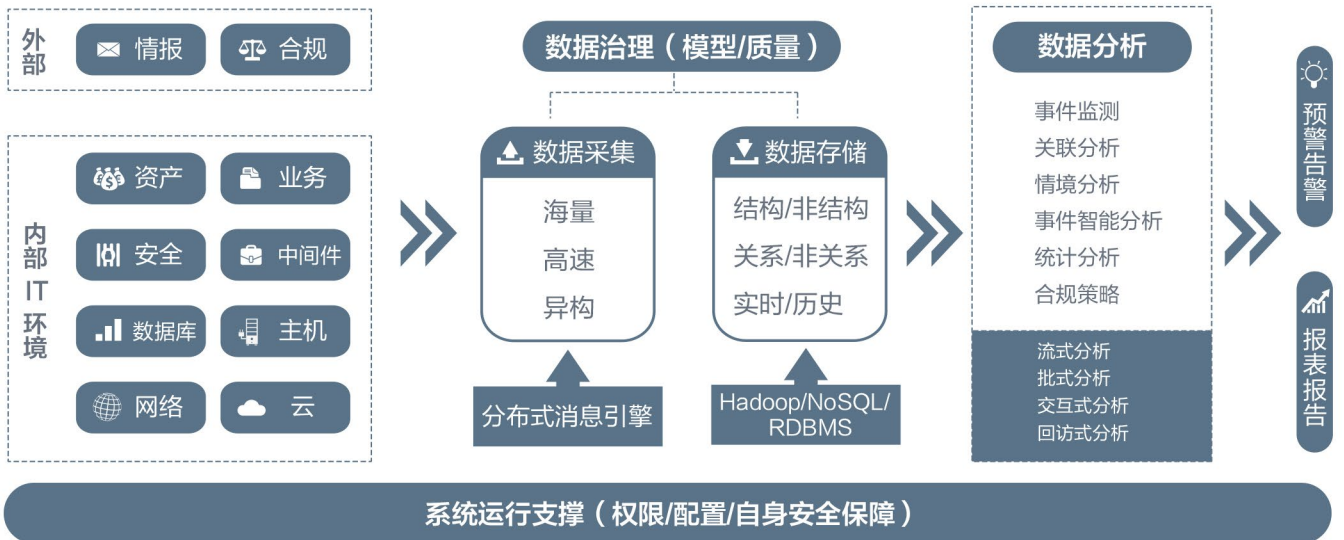 外部
情报
合规
内部IT环境
资产
业务
安全
中间件
数据库
主机
网络
云
数据治理（模型/质量）
数据采集
海量
高速
异构
分布式消息引擎
数据存储
结构/非结构
关系/非关系
实时/历史
Hadoop/NoSQL/
RDBMS
数据分析
事件监测
关联分析
情境分析
事件智能分析
统计分析
合规策略
流式分析
批式分析
交互式分析
回访式分析
预警告警
报表报告
系统运行支撑（权限/配置/自身安全保障）